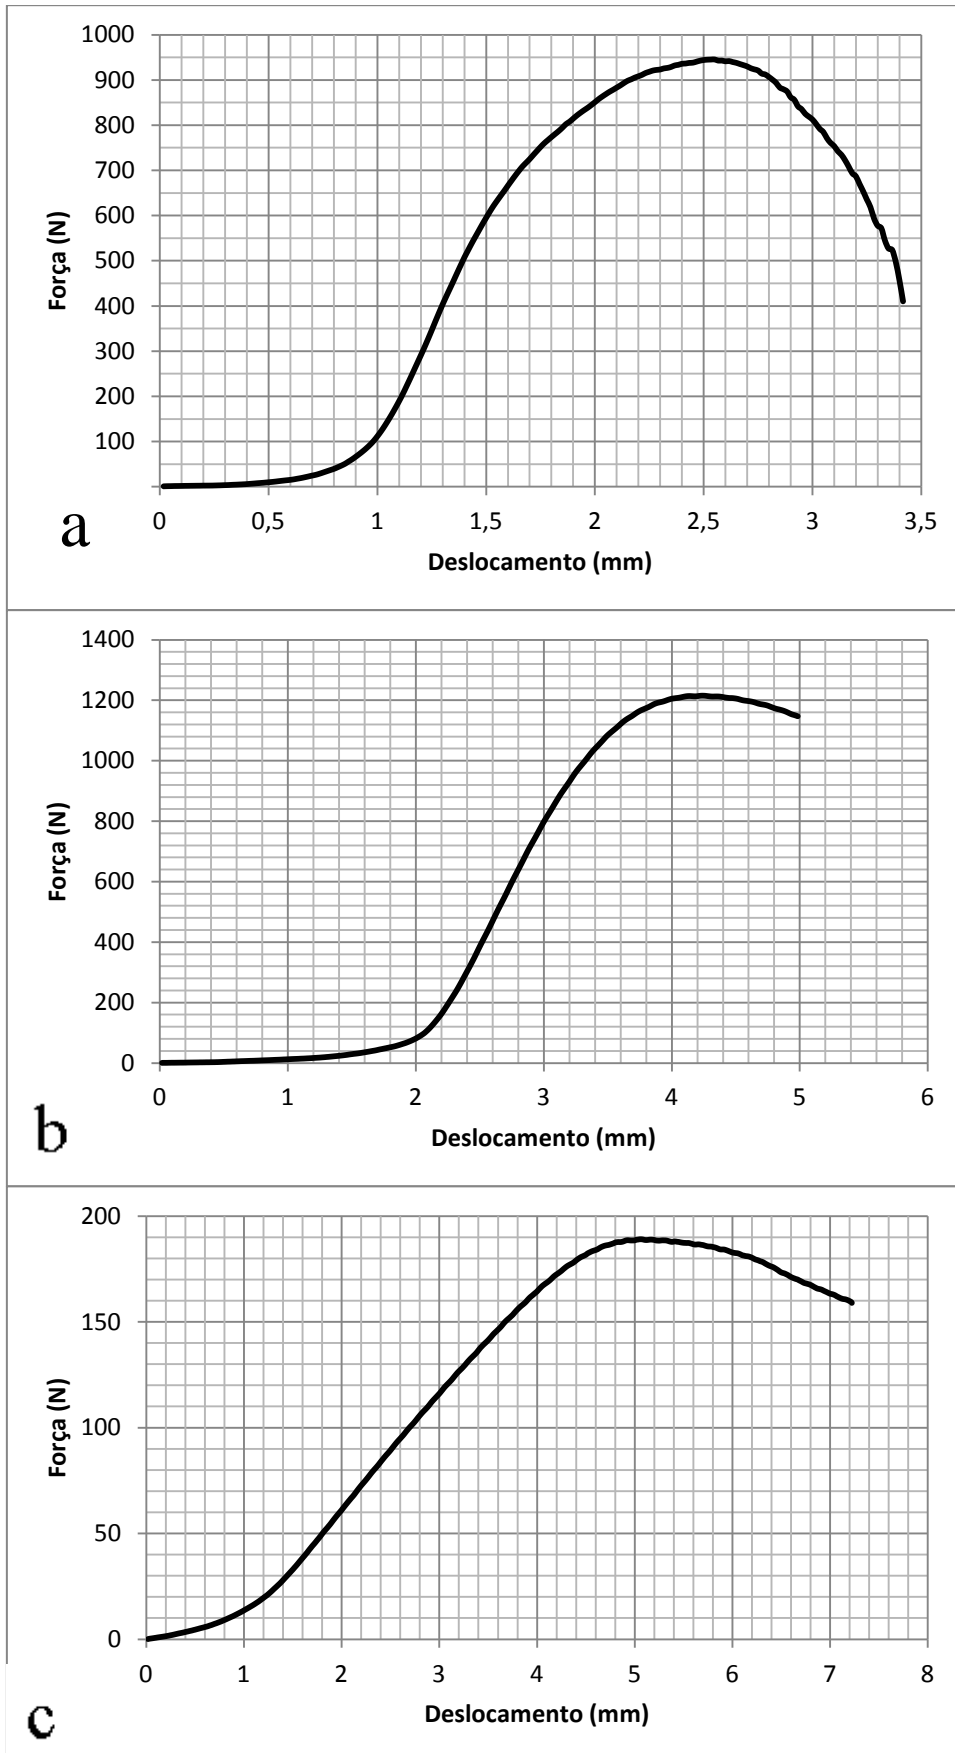 1000
900
800
700
600
500
400
300
200
100
Força (N)
0 0,5 1 1,5 2 2,5 3 3,5
Deslocamento (mm)
a
1400
1200
1000
800
600
400
200
0
Força (N)
0 1 2 3 4 5 6
Deslocamento (mm)
b
200
150
100
50
0
Força (N)
0 1 2 3 4 5 6 7 8
Deslocamento (mm)
c